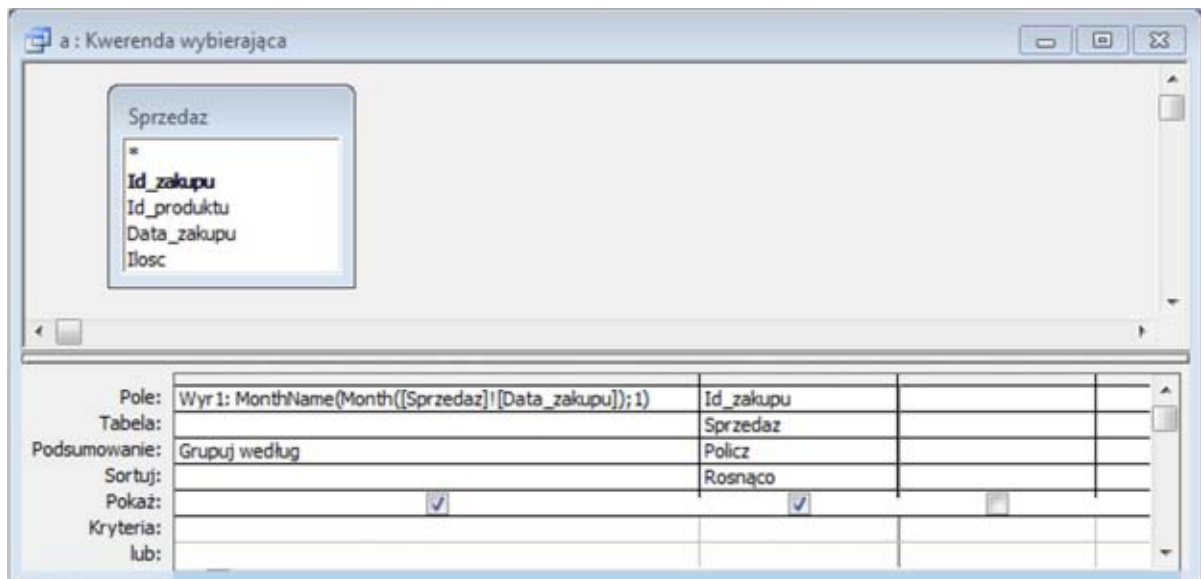 a : Kwerenda wybierająca
Sprzedaz
*
Id_zakupu
Id_produktu
Data_zakupu
Ilosc
Pole: Wyr1: MonthName(Month([Sprzedaz]![Data_zakupu]);1) Id_zakupu
Tabela: Sprzedaz
Podsumowanie: Grupuj według Policz
Sortuj: Rosnąco
Pokaż:
Kryteria:
lub: